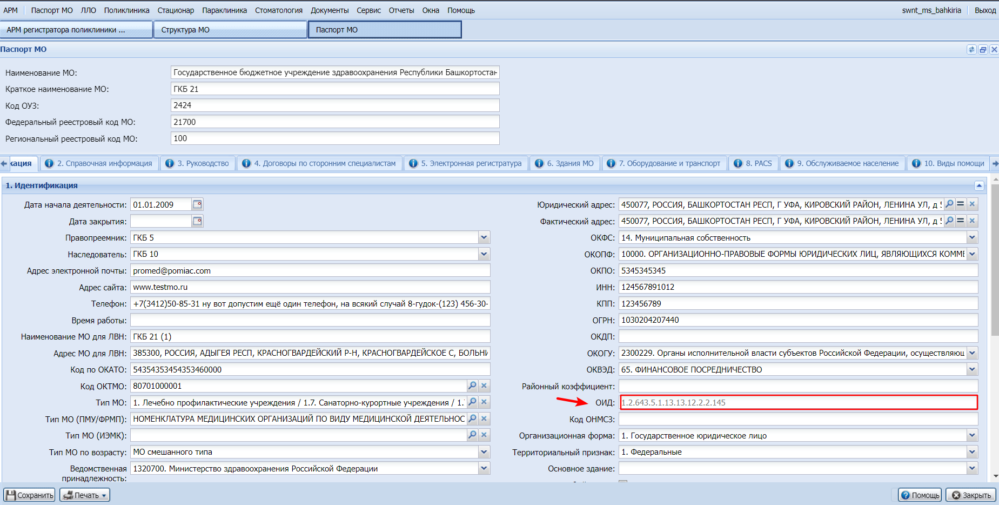 АРМ Паспорт МО ЛЛО Поликлиника Стационар Параклиника Стоматология Документы Сервис Отчеты Окна Помощь swnt_ms_bahkiria Выход
АРМ регистратора поликлиники ... Структура МО Паспорт МО
Паспорт МО
Наименование МО: Государственное бюджетное учреждение здравоохранения Республики Башкортостан
Краткое наименование МО: ГКБ 21
Код ОУЗ: 2424
Федеральный реестровый код МО: 21700
Региональный реестровый код МО: 100
кация 2. Справочная информация 3. Руководство 4. Договоры по сторонним специалистам 5. Электронная регистратура 6. Здания МО 7. Оборудование и транспорт 8. PACS 9. Обслуживаемое население 10. Виды помощи
1. Идентификация
Дата начала деятельности: 01.01.2009 Юридический адрес: 450077, РОССИЯ, БАШКОРТОСТАН РЕСП, Г УФА, КИРОВСКИЙ РАЙОН, ЛЕНИНА УЛ, д 5
Дата закрытия: Фактический адрес: 450077, РОССИЯ, БАШКОРТОСТАН РЕСП, Г УФА, КИРОВСКИЙ РАЙОН, ЛЕНИНА УЛ, д 5
Правопреемник: ГКБ 5 ОКФС: 14. Муниципальная собственность
Наследователь: ГКБ 10 ОКОПФ: 10000. ОРГАНИЗАЦИОННО-ПРАВОВЫЕ ФОРМЫ ЮРИДИЧЕСКИХ ЛИЦ, ЯВЛЯЮЩИХСЯ КОММЕ
Адрес электронной почты: promed@pomiac.com ОКПО: 5345345345
Адрес сайта: www.testmo.ru ИНН: 124567891012
Телефон: +7(3412)50-85-31 ну вот допустим ещё один телефон, на всякий случай 8-гудок-(123) 456-30- КПП: 123456789
Время работы: ОГРН: 1030204207440
Наименование МО для ЛВН: ГКБ 21 (1) ОКДП:
Адрес МО для ЛВН: 385300, РОССИЯ, АДЫГЕЯ РЕСП, КРАСНОГВАРДЕЙСКИЙ Р-Н, КРАСНОГВАРДЕЙСКОЕ С, БОЛЬНИ ОКОГУ: 2300229. Органы исполнительной власти субъектов Российской Федерации, осуществляющ
Код по ОКАТО: 54354353454353460000 ОКВЭД: 65. ФИНАНСОВОЕ ПОСРЕДНИЧЕСТВО
Код ОКТМО: 80701000001 Районный коэффициент:
Тип МО: 1. Лечебно профилактические учреждения / 1.7. Санаторно-курортные учреждения / 1. ОИД: 1.2.643.5.1.13.13.12.2.2.145
Тип МО (ПМУ/ФРМП): НОМЕНКЛАТУРА МЕДИЦИНСКИХ ОРГАНИЗАЦИЙ ПО ВИДУ МЕДИЦИНСКОЙ ДЕЯТЕЛЬНОС Код ОНМСЗ:
Тип МО (ИЭМК): Организационная форма: 1. Государственное юридическое лицо
Тип МО по возрасту: МО смешанного типа Территориальный признак: 1. Федеральные
Ведомственная принадлежность: 1320700. Министерство здравоохранения Российской Федерации Основное здание:
Сохранить Печать Помощь Закрыть